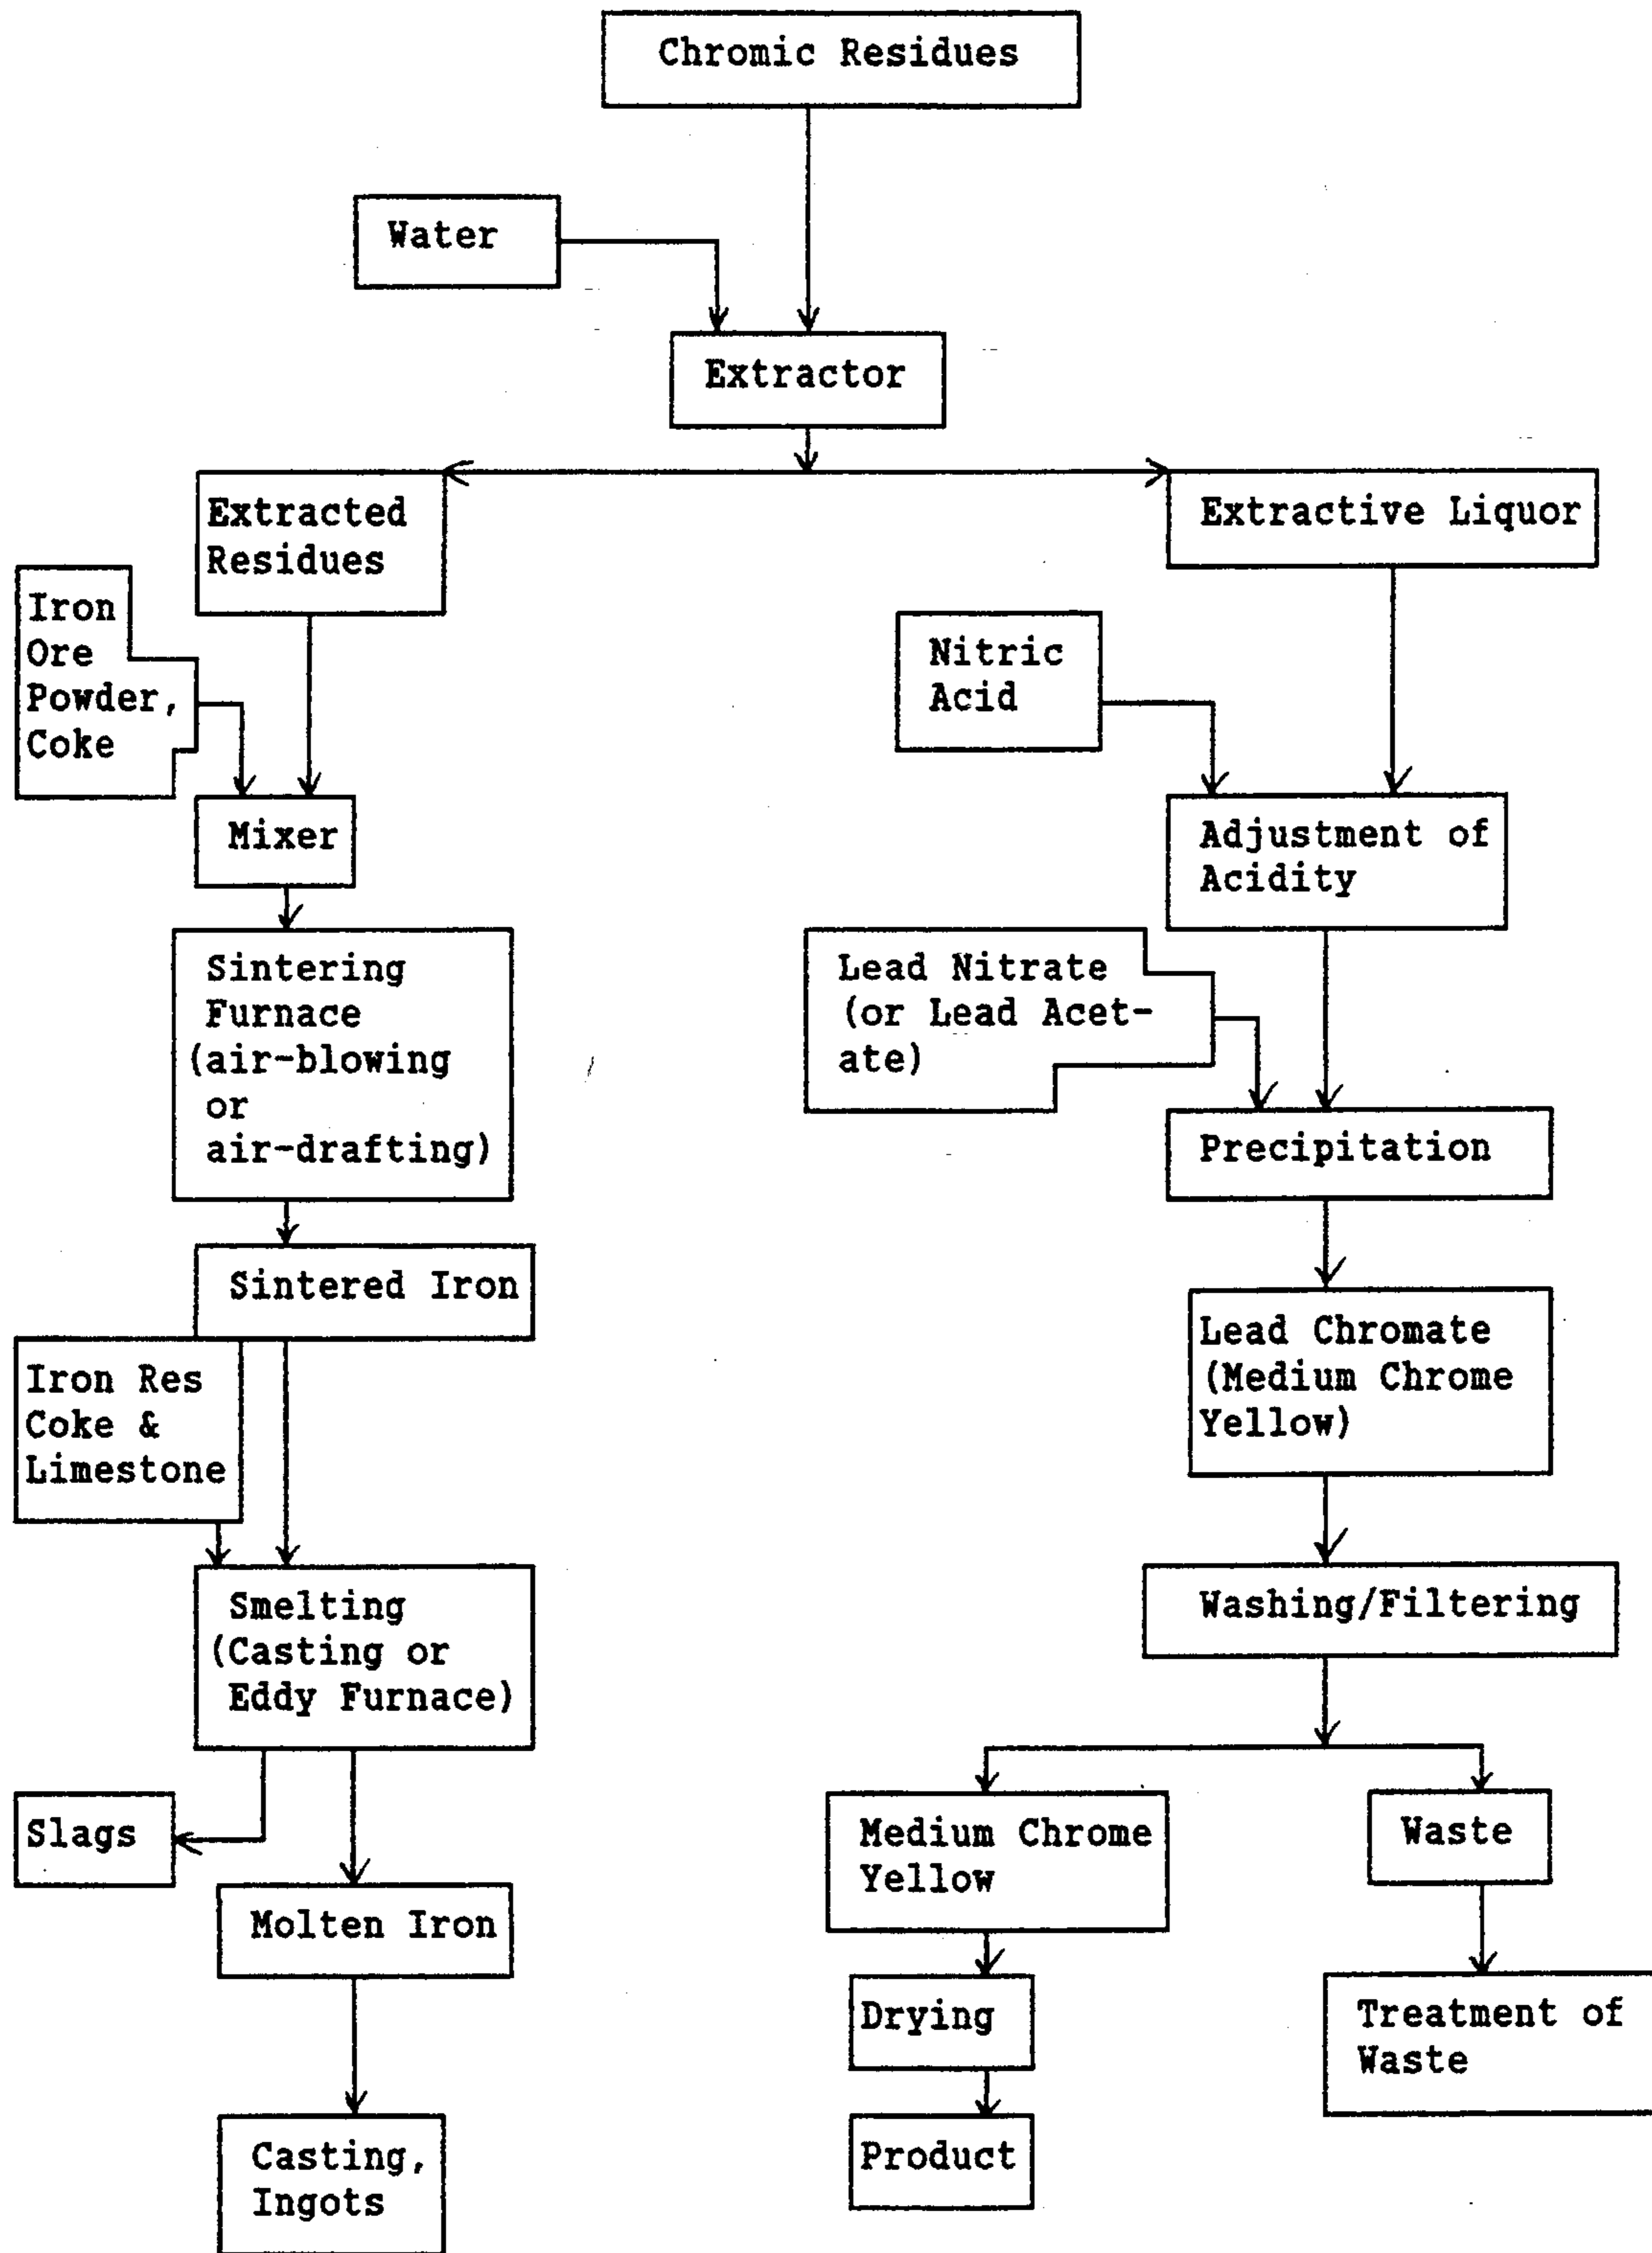 Chromic Residues
Water
Extractor
Extracted
Residues
Extractive Liquor
Iron
Ore
Powder,
Coke
Nitric
Acid
Mixer
Adjustment of
Acidity
Sintering
Furnace
(air-blowing
or
air-drafting)
Lead Nitrate
(or Lead Acet-
ate)
Precipitation
Sintered Iron
Lead Chromate
(Medium Chrome
Yellow)
Iron Res
Coke &
Limestone
Smelting
(Casting or
Eddy Furnace)
Washing/Filtering
Slags
Medium Chrome
Yellow
Waste
Molten Iron
Drying
Treatment of
Waste
Casting,
Ingots
Product